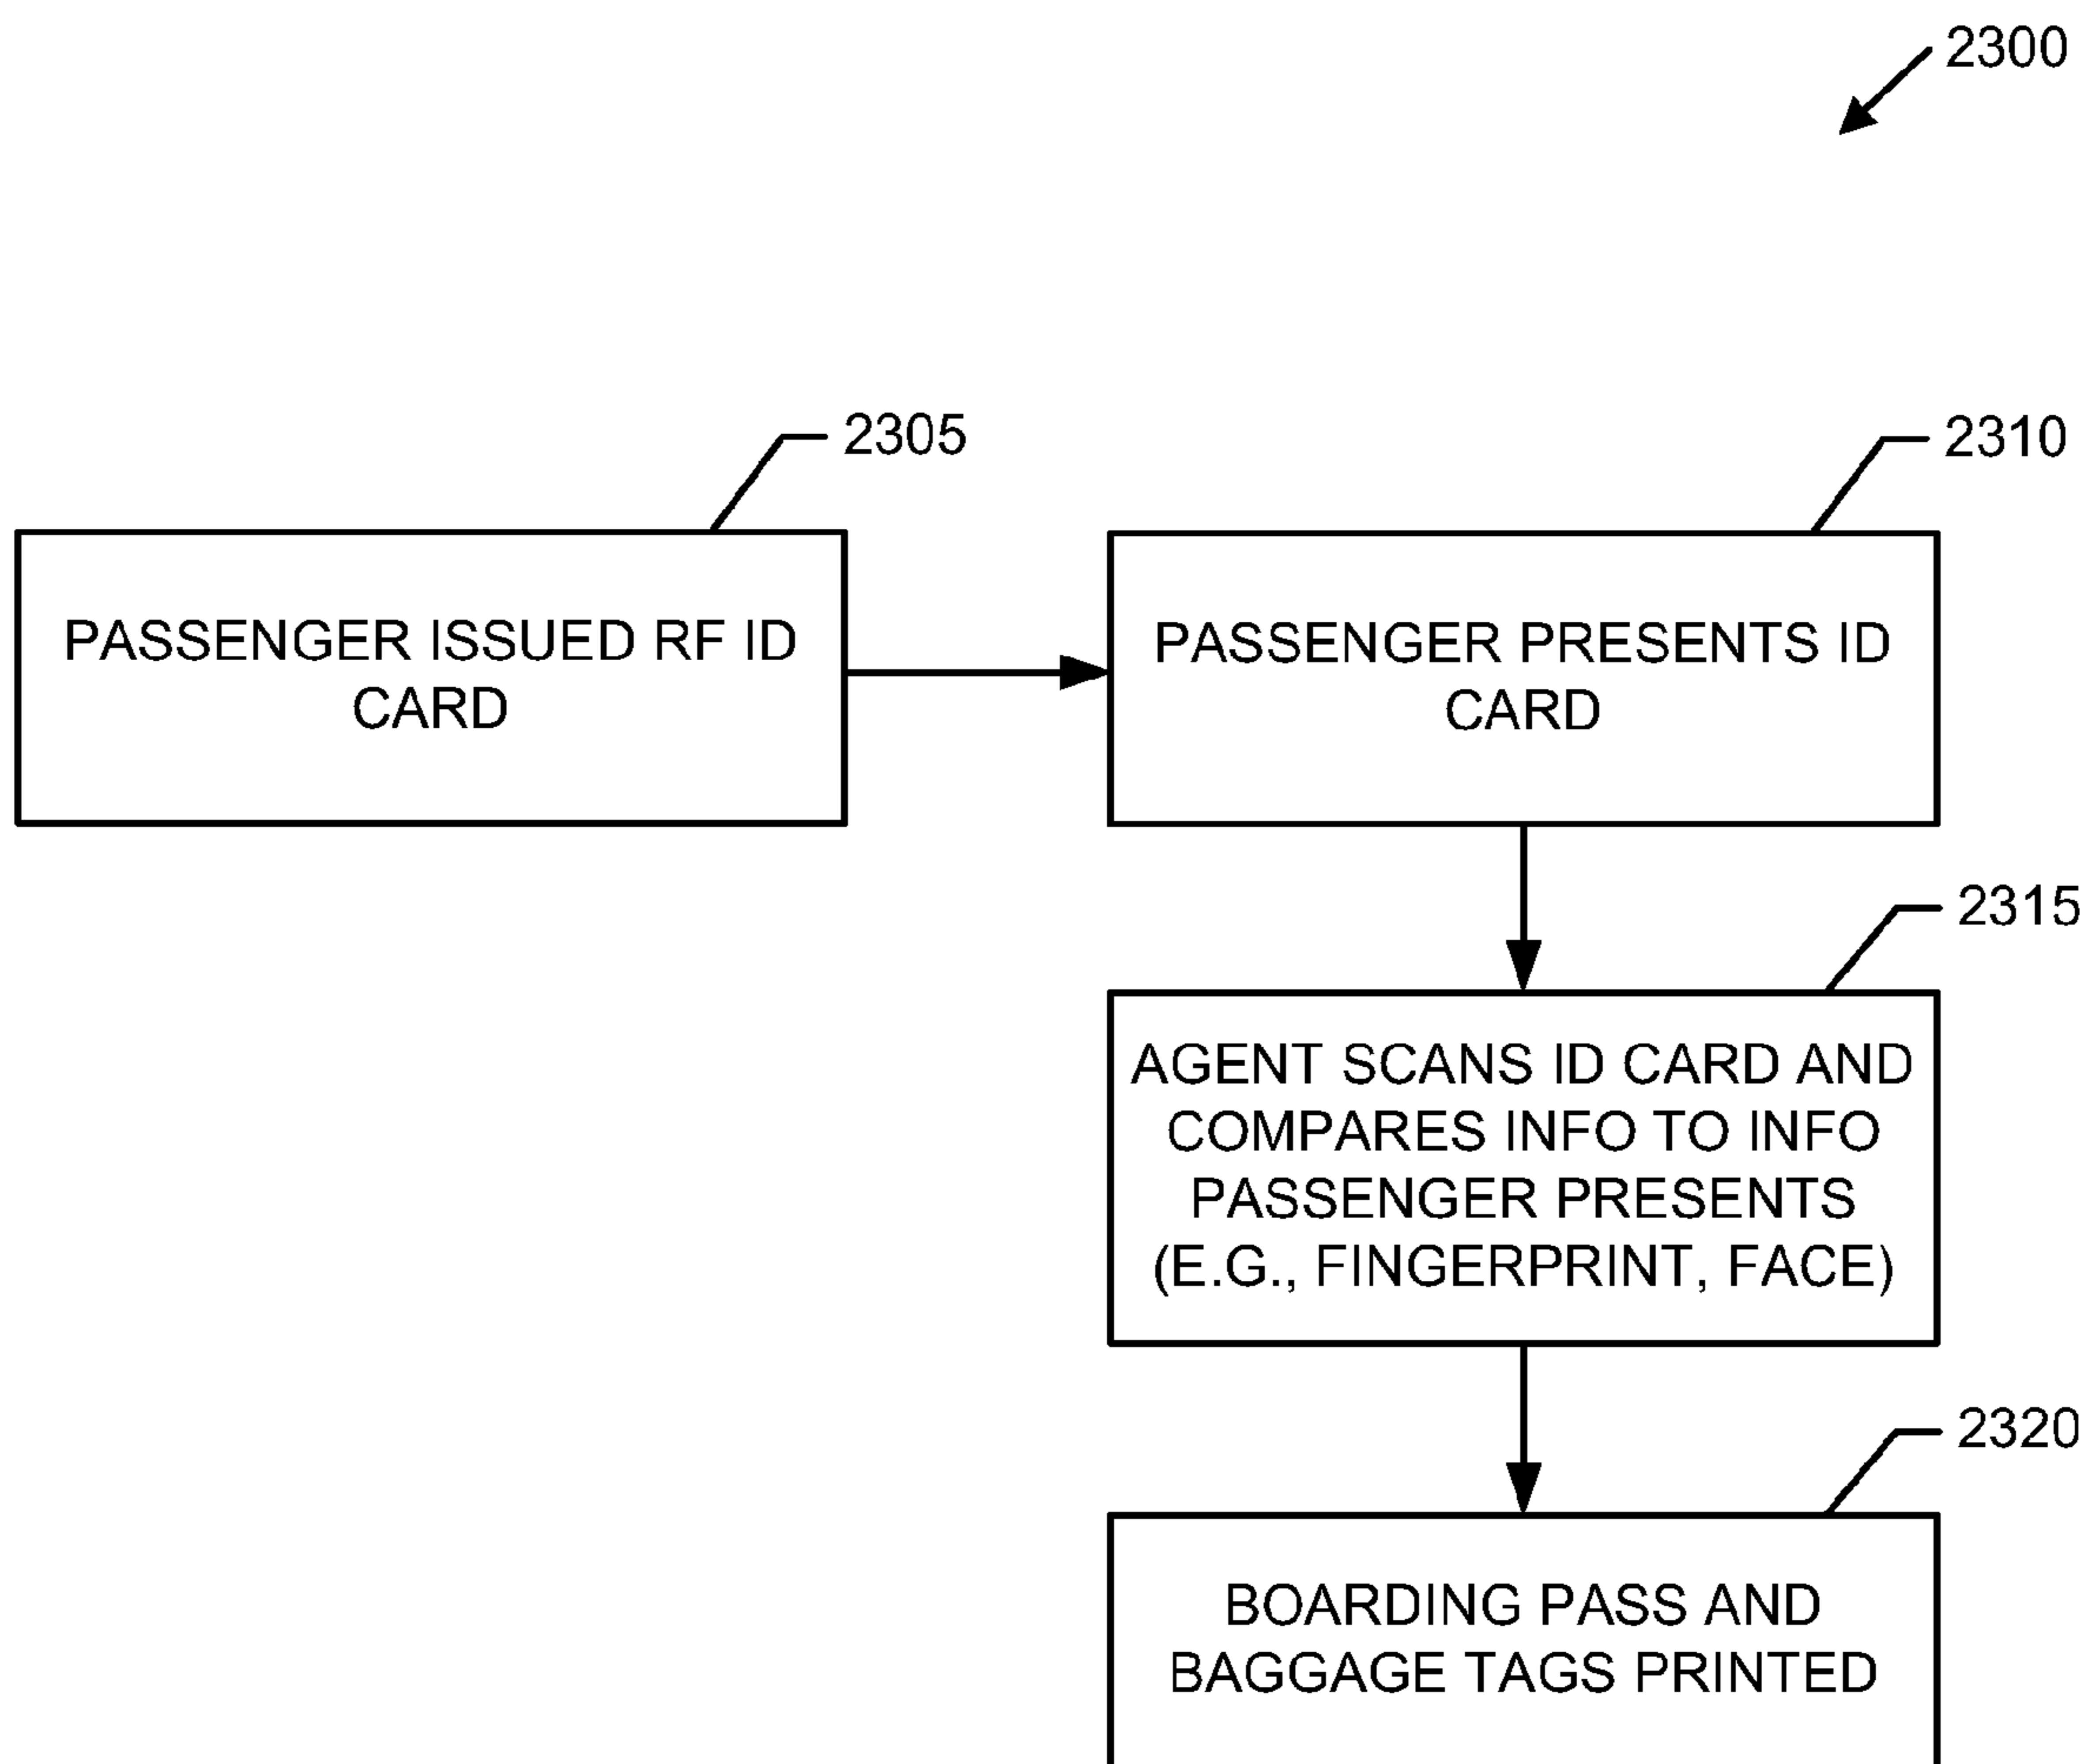 2300
2305
2310
PASSENGER ISSUED RF ID
CARD
PASSENGER PRESENTS ID
CARD
2315
AGENT SCANS ID CARD AND
COMPARES INFO TO INFO
PASSENGER PRESENTS
(E.G., FINGERPRINT, FACE)
2320
BOARDING PASS AND
BAGGAGE TAGS PRINTED